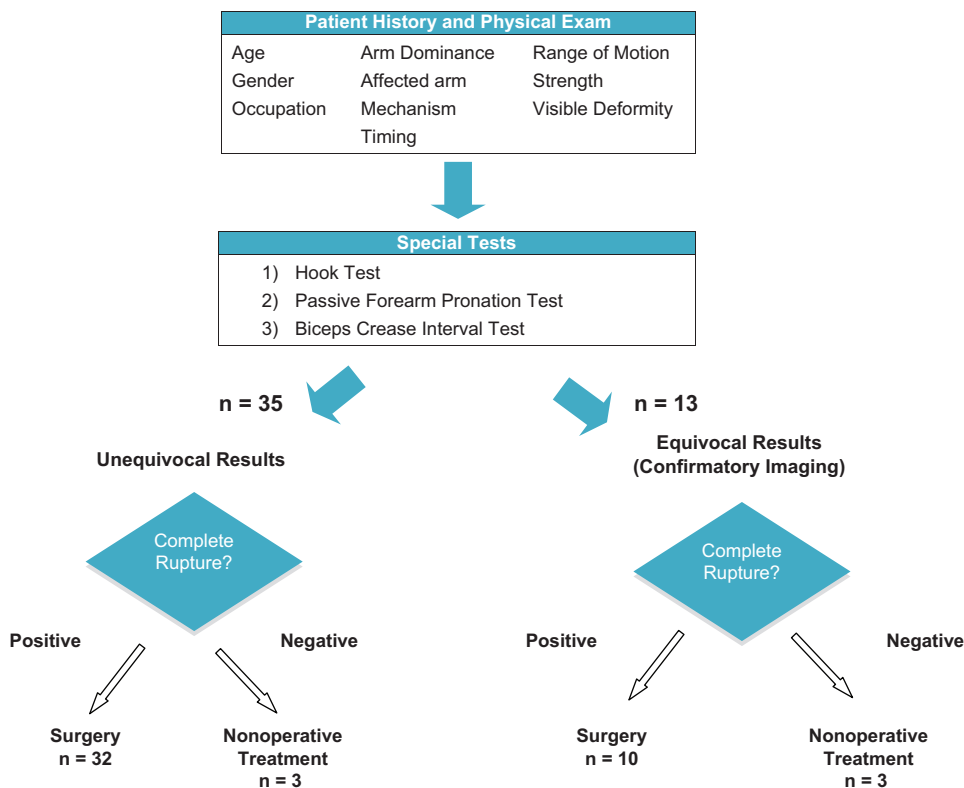 Patient History and Physical Exam
Age Arm Dominance Range of Motion
Gender Affected arm Strength
Occupation Mechanism Visible Deformity
Timing
Special Tests
1) Hook Test
2) Passive Forearm Pronation Test
3) Biceps Crease Interval Test
n = 35
Unequivocal Results
Complete
Rupture?
Positive Negative
Surgery
n = 32
Nonoperative
Treatment
n = 3
n = 13
Equivocal Results
(Confirmatory Imaging)
Complete
Rupture?
Positive Negative
Surgery
n = 10
Nonoperative
Treatment
n = 3